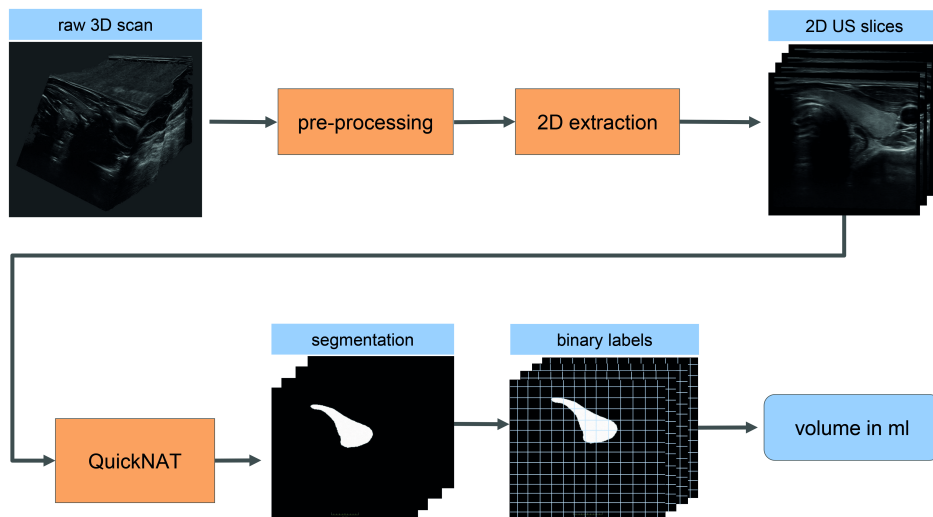 raw 3D scan
2D US slices
pre-processing
2D extraction
segmentation
binary labels
QuickNAT
volume in ml